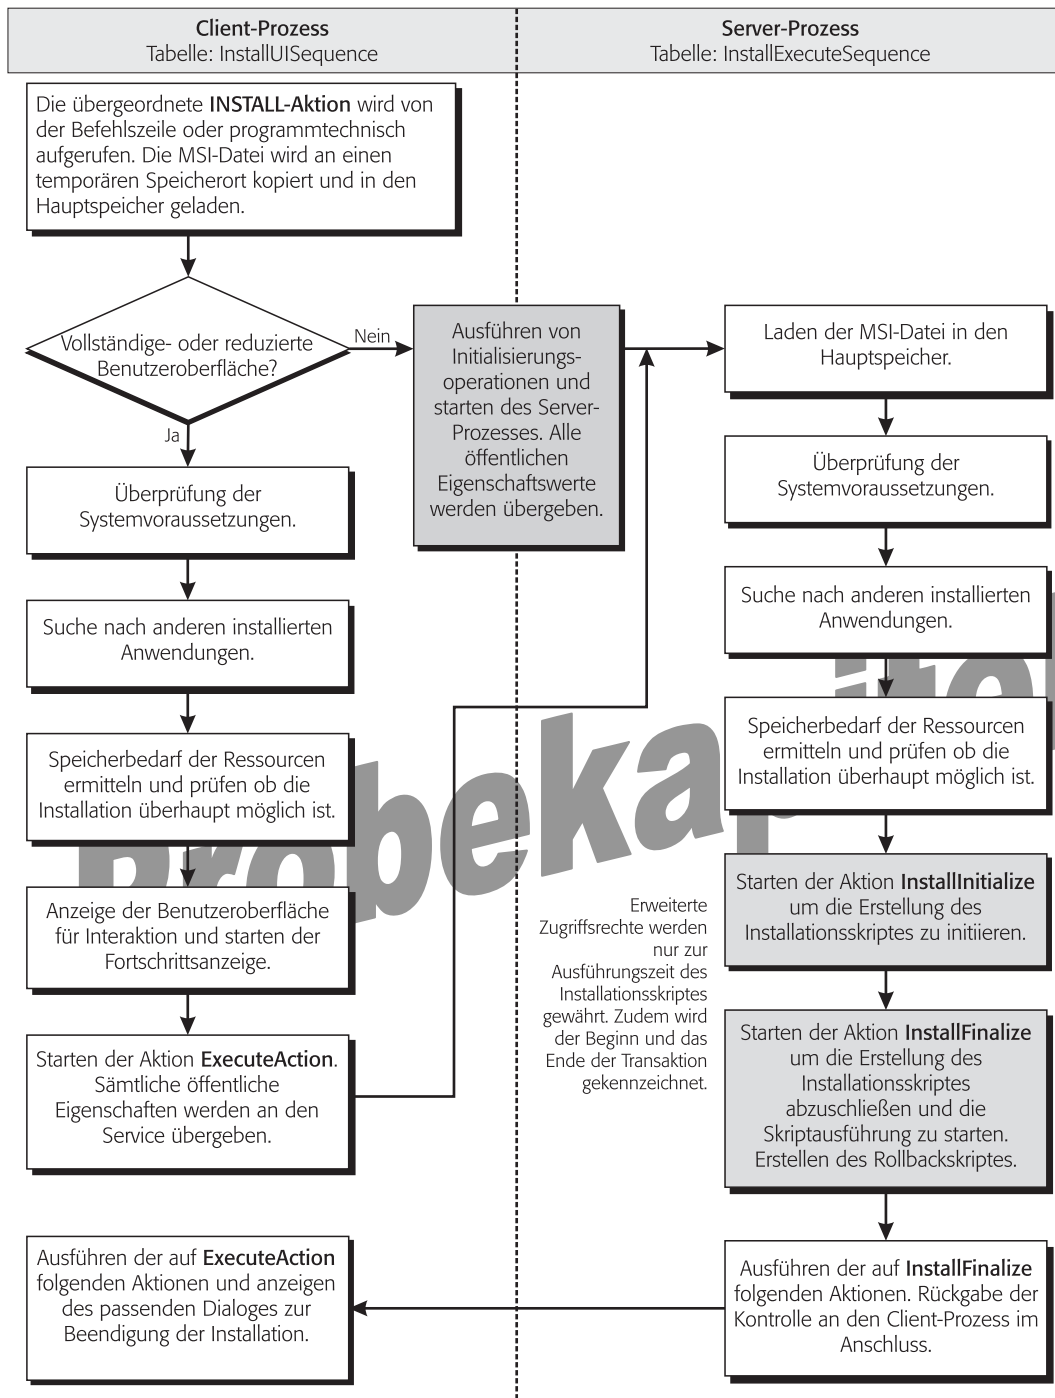 Client-Prozess
Tabelle: InstallUISequence
Server-Prozess
Tabelle: InstallExecuteSequence
Die übergeordnete INSTALL-Aktion wird von
der Befehlszeile oder programmtechnisch
aufgerufen. Die MSI-Datei wird an einen
temporären Speicherort kopiert und in den
Hauptspeicher geladen.
Vollständige- oder reduzierte
Benutzeroberfläche?
Nein
Ja
Ausführen von
Initialisierungs-
operationen und
starten des Server-
Prozesses. Alle
öffentlichen
Eigenschaftswerte
werden übergeben.
Überprüfung der
Systemvoraussetzungen.
Suche nach anderen installierten
Anwendungen.
Speicherbedarf der Ressourcen
ermitteln und prüfen ob die
Installation überhaupt möglich ist.
Anzeige der Benutzeroberfläche
für Interaktion und starten der
Fortschrittsanzeige.
Starten der Aktion ExecuteAction.
Sämtliche öffentliche
Eigenschaften werden an den
Service übergeben.
Ausführen der auf ExecuteAction
folgenden Aktionen und anzeigen
des passenden Dialoges zur
Beendigung der Installation.
Laden der MSI-Datei in den
Hauptspeicher.
Überprüfung der
Systemvoraussetzungen.
Suche nach anderen installierten
Anwendungen.
Speicherbedarf der Ressourcen
ermitteln und prüfen ob die
Installation überhaupt möglich ist.
Starten der Aktion InstallInitialize
um die Erstellung des
Installationsskriptes zu initiieren.
Erweiterte
Zugriffsrechte werden
nur zur
Ausführungszeit des
Installationsskriptes
gewährt. Zudem wird
der Beginn und das
Ende der Transaktion
gekennzeichnet.
Starten der Aktion InstallFinalize
um die Erstellung des
Installationsskriptes
abzuschließen und die
Skriptausführung zu starten.
Erstellen des Rollbackskriptes.
Ausführen der auf InstallFinalize
folgenden Aktionen. Rückgabe der
Kontrolle an den Client-Prozess im
Anschluss.
Probekapitel